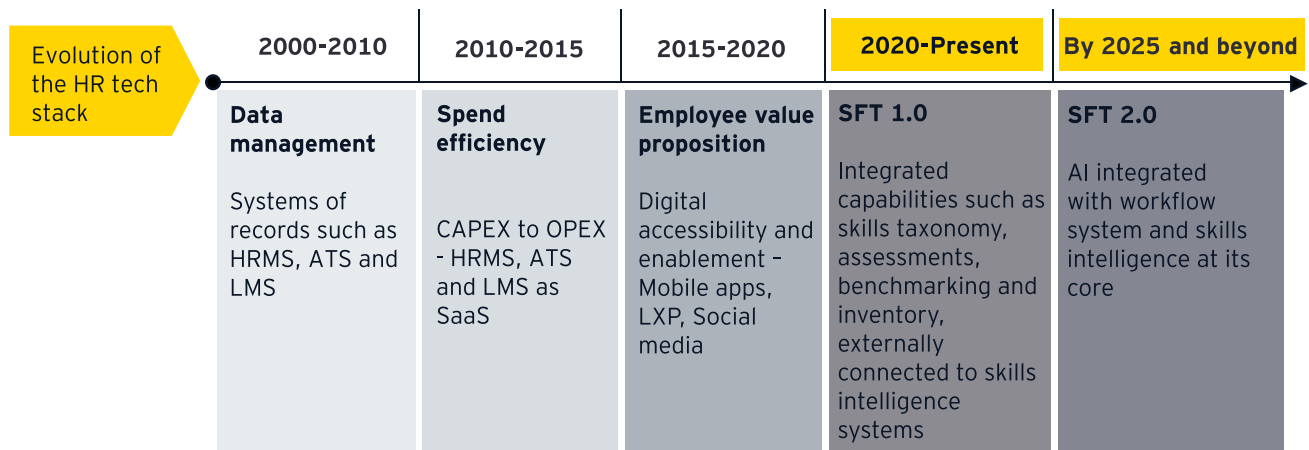 Evolution of
the HR tech
stack
2000-2010
2010-2015
2015-2020
2020-Present
By 2025 and beyond
Data
management
Systems of
records such as
HRMS, ATS and
LMS
Spend
efficiency
CAPEX to OPEX
- HRMS, ATS
and LMS as
SaaS
Employee value
proposition
Digital
accessibility and
enablement –
Mobile apps,
LXP, Social
media
SFT 1.0
Integrated
capabilities such as
skills taxonomy,
assessments,
benchmarking and
inventory,
externally
connected to skills
intelligence
systems
SFT 2.0
AI integrated
with workflow
system and skills
intelligence at its
core